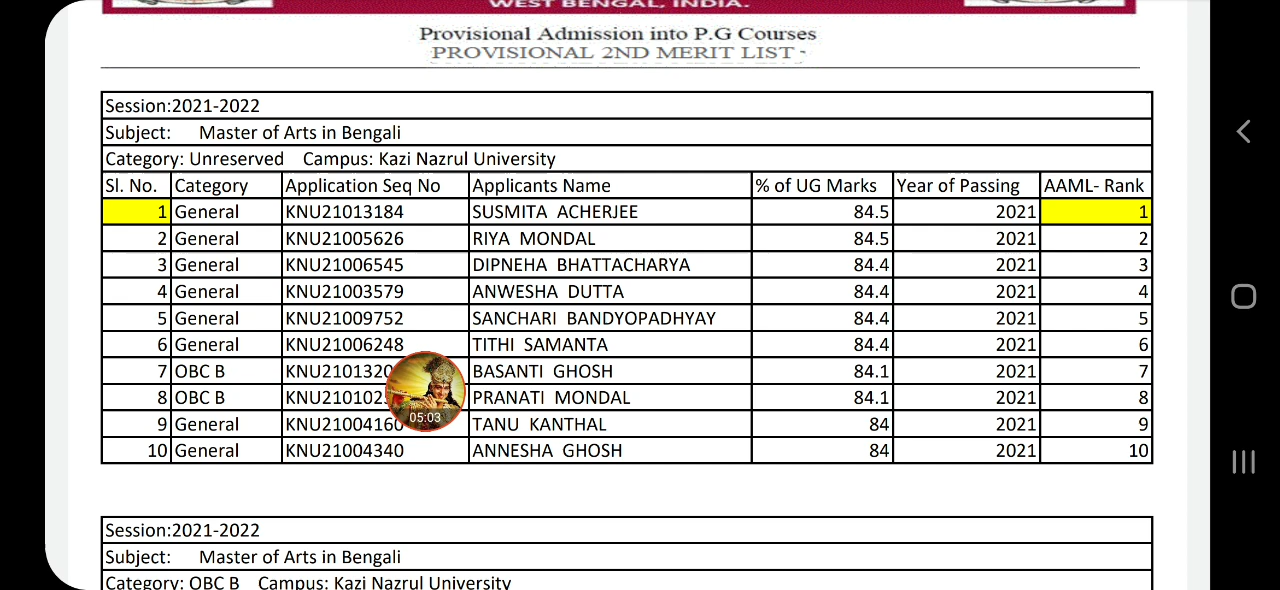 WEST BENGAL, INDIA.
Provisional Admission into P.G Courses
PROVISIONAL 2ND MERIT LIST -
Session:2021-2022
Subject: Master of Arts in Bengali
Category: Unreserved Campus: Kazi Nazrul University
Sl. No. Category Application Seq No Applicants Name % of UG Marks Year of Passing AAML- Rank
1 General KNU21013184 SUSMITA ACHERJEE 84.5 2021 1
2 General KNU21005626 RIYA MONDAL 84.5 2021 2
3 General KNU21006545 DIPNEHA BHATTACHARYA 84.4 2021 3
4 General KNU21003579 ANWESHA DUTTA 84.4 2021 4
5 General KNU21009752 SANCHARI BANDYOPADHYAY 84.4 2021 5
6 General KNU21006248 TITHI SAMANTA 84.4 2021 6
7 OBC B BASANTI GHOSH 84.1 2021 7
8 OBC B PRANATI MONDAL 84.1 2021 8
05:03
9 General KNU21004160 TANU KANTHAL 84 2021 9
10 General KNU21004340 ANNESHA GHOSH 84 2021 10
Session:2021-2022
Subject: Master of Arts in Bengali
Category: OBC B Campus: Kazi Nazrul University